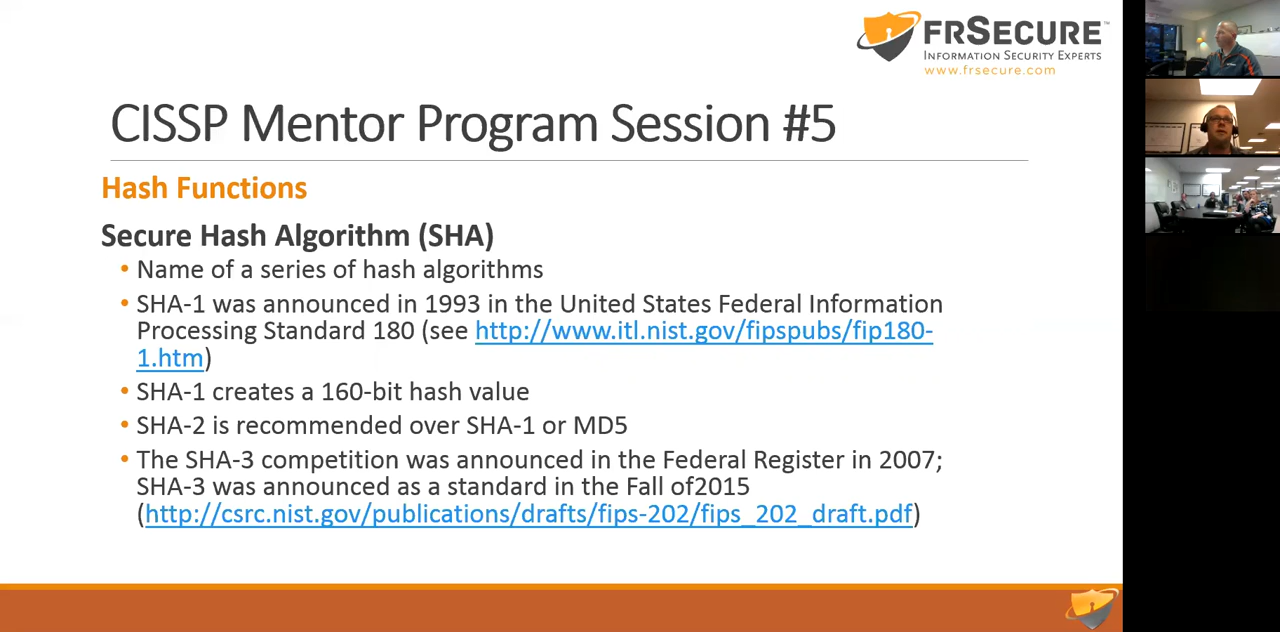 FRSECURE™
INFORMATION SECURITY EXPERTS
www.frsecure.com
CISSP Mentor Program Session #5
Hash Functions
Secure Hash Algorithm (SHA)
• Name of a series of hash algorithms
• SHA-1 was announced in 1993 in the United States Federal Information
Processing Standard 180 (see http://www.itl.nist.gov/fipspubs/fip180-
1.htm)
• SHA-1 creates a 160-bit hash value
• SHA-2 is recommended over SHA-1 or MD5
• The SHA-3 competition was announced in the Federal Register in 2007;
SHA-3 was announced as a standard in the Fall of2015
(http://csrc.nist.gov/publications/drafts/fips-202/fips_202_draft.pdf)